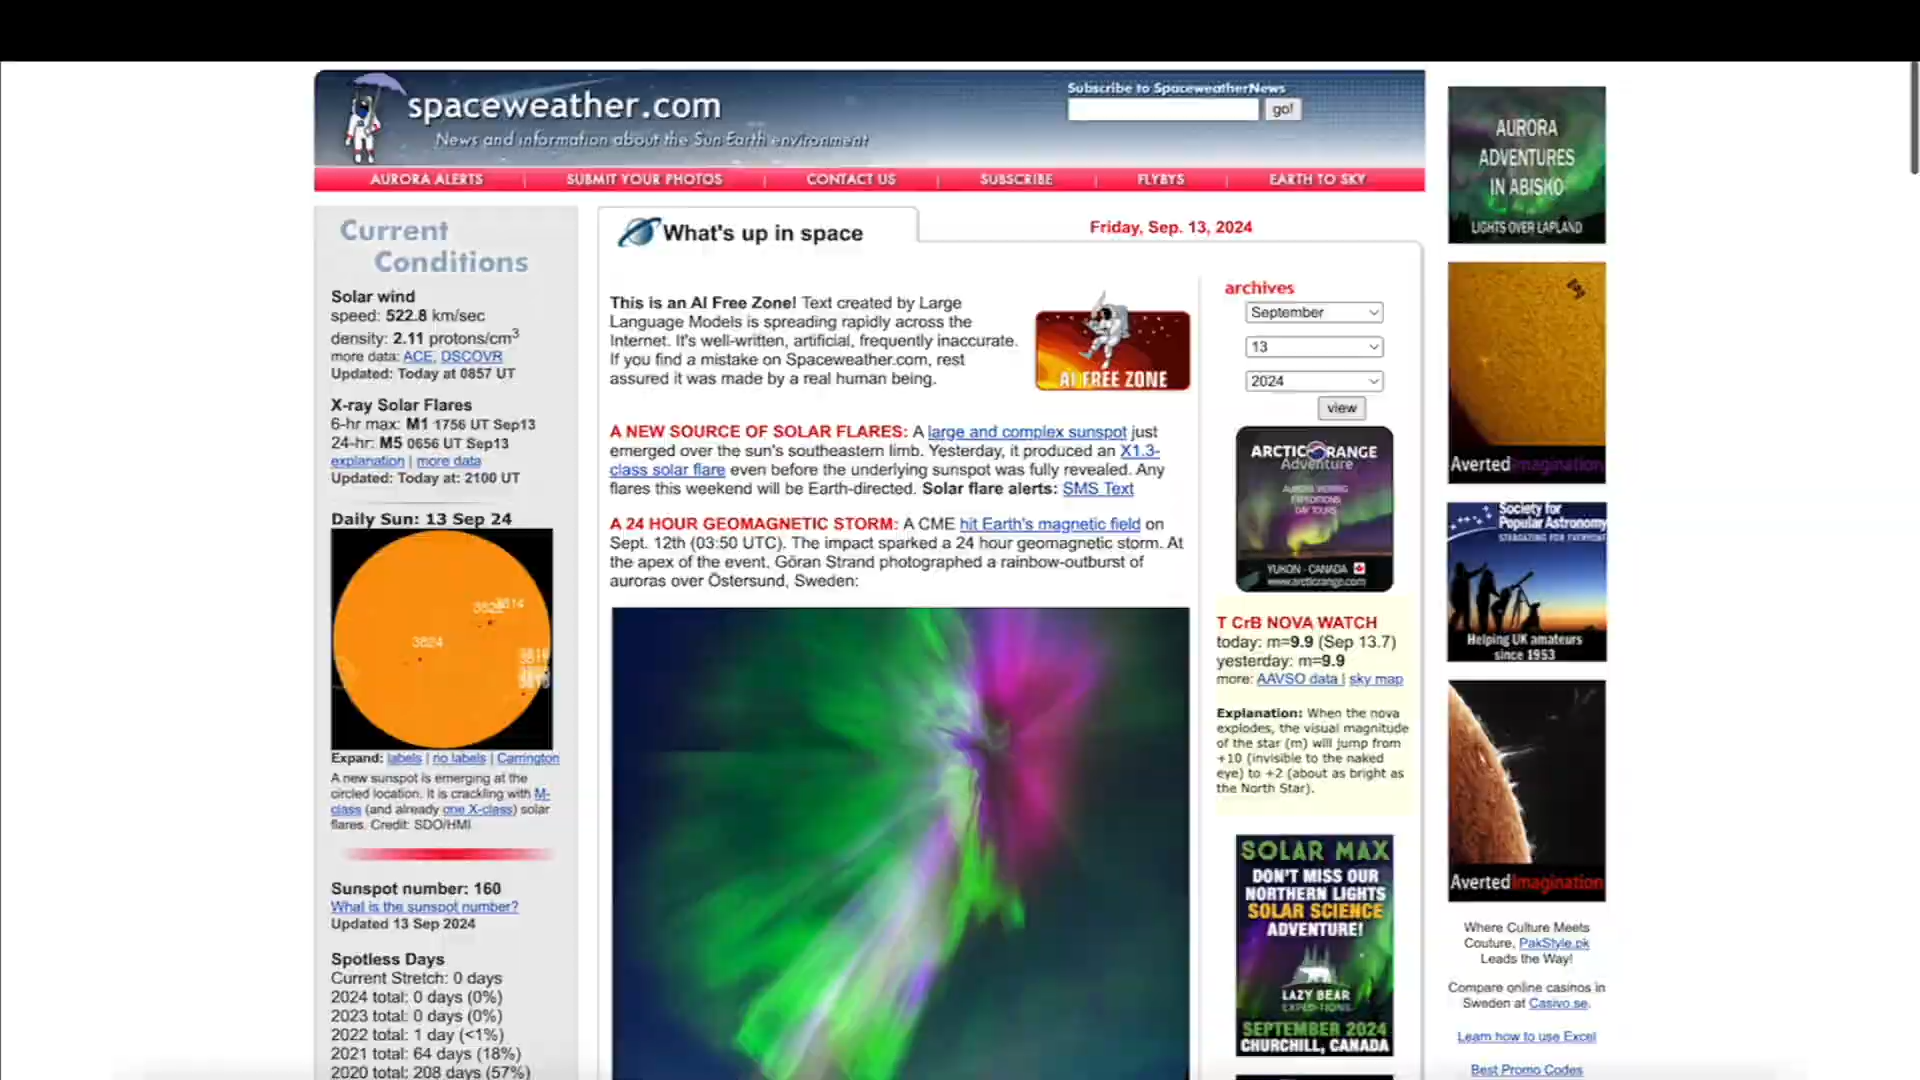 spaceweather.com
News and information about the Sun Earth environment
Subscribe to SpaceweatherNews
go!
AURORA ALERTS | SUBMIT YOUR PHOTOS | CONTACT US | SUBSCRIBE | FLYBYS | EARTH TO SKY
Current
Conditions
Solar wind
speed: 522.8 km/sec
density: 2.11 protons/cm3
more data: ACE, DSCOVR
Updated: Today at 0857 UT
X-ray Solar Flares
6-hr max: M1 1756 UT Sep13
24-hr: M5 0656 UT Sep13
explanation | more data
Updated: Today at: 2100 UT
Daily Sun: 13 Sep 24
3814
3824
Expand: labels | no labels | Carrington
A new sunspot is emerging at the
circled location. It is crackling with M-
class (and already one X-class) solar
flares. Credit: SDO/HMI
Sunspot number: 160
What is the sunspot number?
Updated 13 Sep 2024
Spotless Days
Current Stretch: 0 days
2024 total: 0 days (0%)
2023 total: 0 days (0%)
2022 total: 1 day (<1%)
2021 total: 64 days (18%)
2020 total: 208 days (57%)
What's up in space
Friday, Sep. 13, 2024
This is an AI Free Zone! Text created by Large
Language Models is spreading rapidly across the
Internet. It's well-written, artificial, frequently inaccurate.
If you find a mistake on Spaceweather.com, rest
assured it was made by a real human being.
AI FREE ZONE
A NEW SOURCE OF SOLAR FLARES: A large and complex sunspot just
emerged over the sun's southeastern limb. Yesterday, it produced an X1.3-
class solar flare even before the underlying sunspot was fully revealed. Any
flares this weekend will be Earth-directed. Solar flare alerts: SMS Text
A 24 HOUR GEOMAGNETIC STORM: A CME hit Earth's magnetic field on
Sept. 12th (03:50 UTC). The impact sparked a 24 hour geomagnetic storm. At
the apex of the event, Göran Strand photographed a rainbow-outburst of
auroras over Östersund, Sweden:
archives
September
13
2024
view
ARCTIC RANGE
Adventure
AURORA VIEWING
EXPEDITIONS
DAY TOURS
YUKON - CANADA
www.arcticrange.com
T CrB NOVA WATCH
today: m=9.9 (Sep 13.7)
yesterday: m=9.9
more: AAVSO data | sky map
Explanation: When the nova
explodes, the visual magnitude
of the star (m) will jump from
+10 (invisible to the naked
eye) to +2 (about as bright as
the North Star).
SOLAR MAX
DON'T MISS OUR
NORTHERN LIGHTS
SOLAR SCIENCE
ADVENTURE!
LAZY BEAR
EXPEDITIONS
SEPTEMBER 2024
CHURCHILL, CANADA
AURORA
ADVENTURES
IN ABISKO
LIGHTS OVER LAPLAND
AvertedImagination
Society for
Popular Astronomy
STARGAZING FOR EVERYONE
Helping UK amateurs
since 1953
AvertedImagination
Where Culture Meets
Couture, PakStyle.pk
Leads the Way!
Compare online casinos in
Sweden at Casivo.se.
Learn how to use Excel
Best Promo Codes